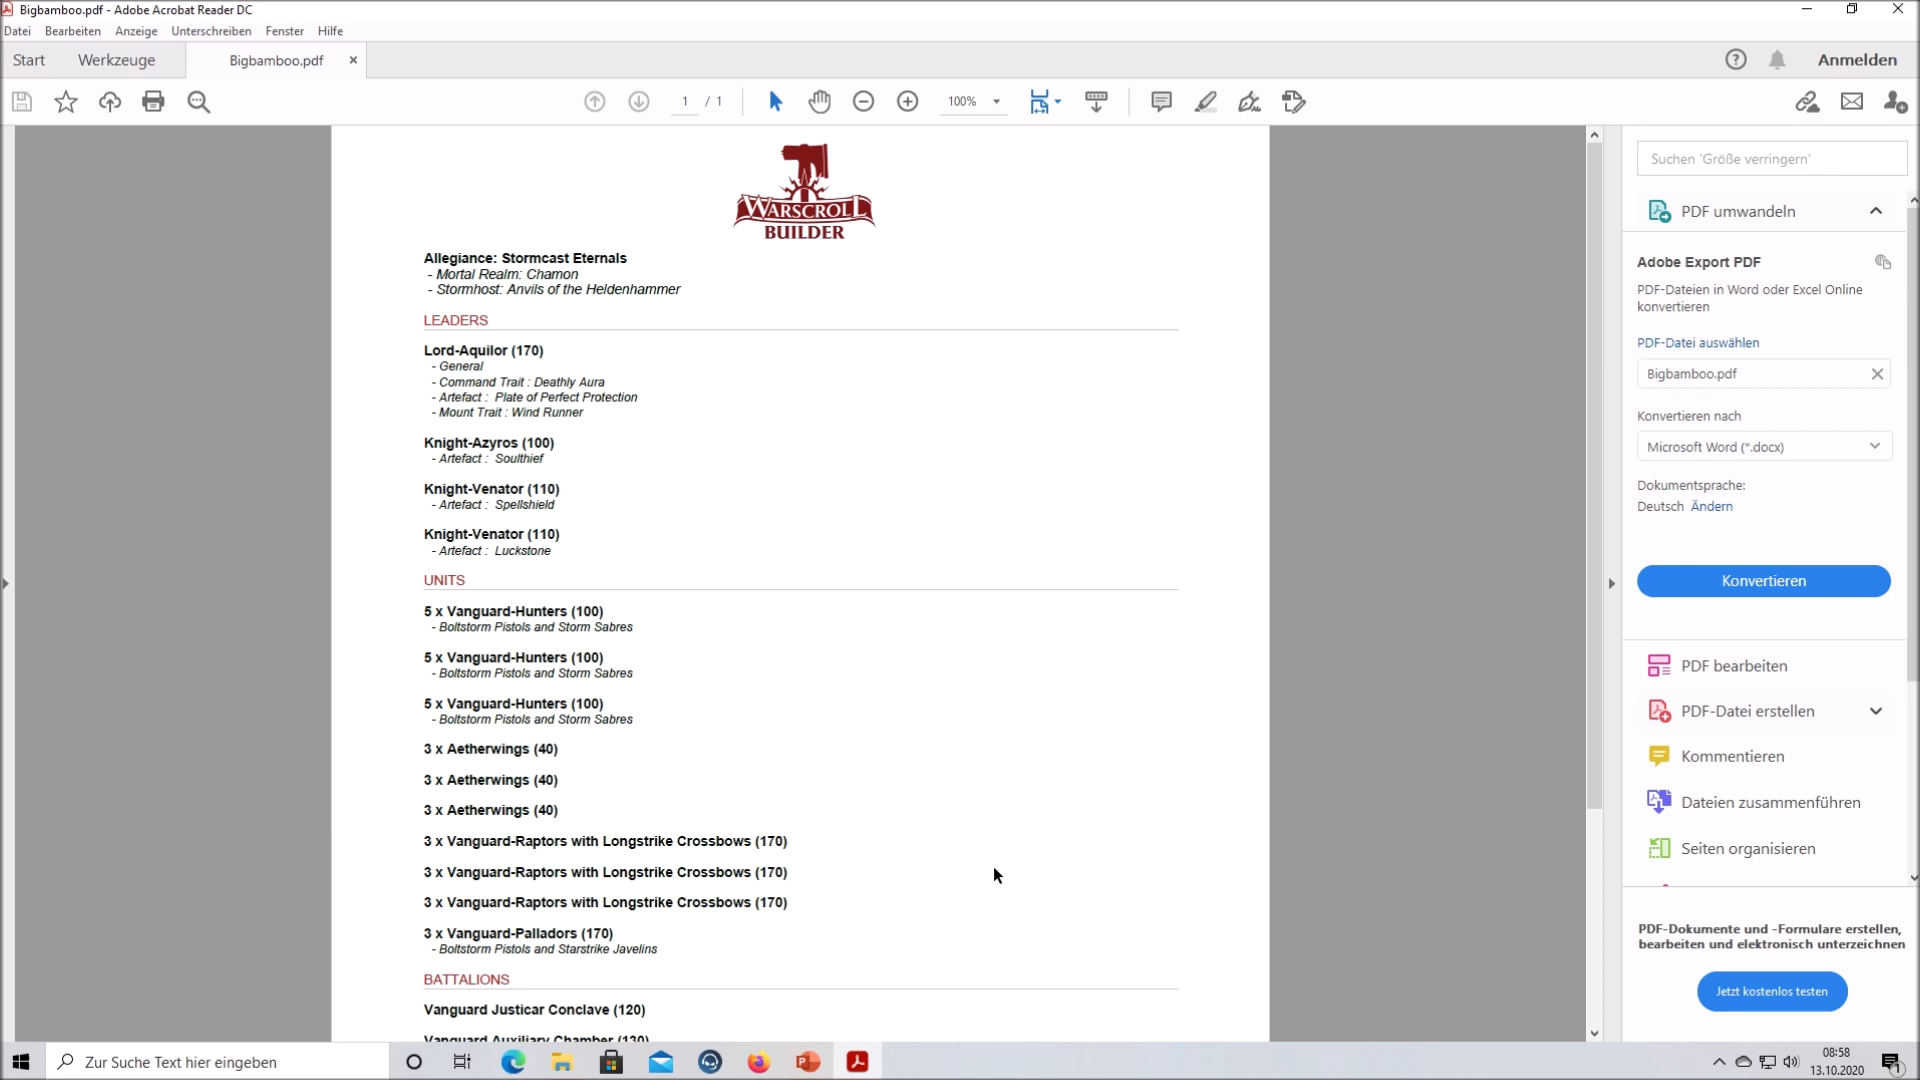 Bigbamboo.pdf - Adobe Acrobat Reader DC
Datei Bearbeiten Anzeige Unterschreiben Fenster Hilfe
Start Werkzeuge Bigbamboo.pdf Anmelden
1 / 1 100%
WARSCROLL
BUILDER
Allegiance: Stormcast Eternals
- Mortal Realm: Chamon
- Stormhost: Anvils of the Heldenhammer
LEADERS
Lord-Aquilor (170)
- General
- Command Trait : Deathly Aura
- Artefact : Plate of Perfect Protection
- Mount Trait : Wind Runner
Knight-Azyros (100)
- Artefact : Soulthief
Knight-Venator (110)
- Artefact : Spellshield
Knight-Venator (110)
- Artefact : Luckstone
UNITS
5 x Vanguard-Hunters (100)
- Boltstorm Pistols and Storm Sabres
5 x Vanguard-Hunters (100)
- Boltstorm Pistols and Storm Sabres
5 x Vanguard-Hunters (100)
- Boltstorm Pistols and Storm Sabres
3 x Aetherwings (40)
3 x Aetherwings (40)
3 x Aetherwings (40)
3 x Vanguard-Raptors with Longstrike Crossbows (170)
3 x Vanguard-Raptors with Longstrike Crossbows (170)
3 x Vanguard-Raptors with Longstrike Crossbows (170)
3 x Vanguard-Palladors (170)
- Boltstorm Pistols and Starstrike Javelins
BATTALIONS
Vanguard Justicar Conclave (120)
Vanguard Auxiliary Chamber (130)
Suchen 'Größe verringern'
PDF umwandeln
Adobe Export PDF
PDF-Dateien in Word oder Excel Online
konvertieren
PDF-Datei auswählen
Bigbamboo.pdf
Konvertieren nach
Microsoft Word (*.docx)
Dokumentsprache:
Deutsch Ändern
Konvertieren
PDF bearbeiten
PDF-Datei erstellen
Kommentieren
Dateien zusammenführen
Seiten organisieren
PDF-Dokumente und -Formulare erstellen,
bearbeiten und elektronisch unterzeichnen
Jetzt kostenlos testen
Zur Suche Text hier eingeben
08:58
13.10.2020
1